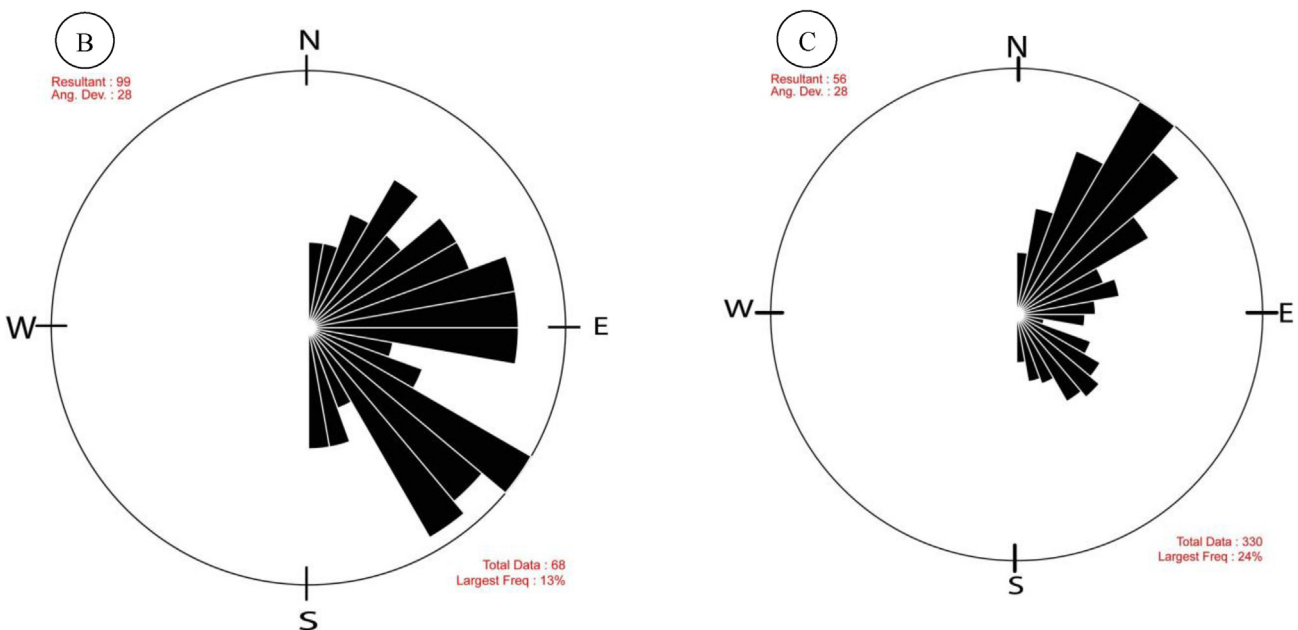 B
N
Resultant : 99
Ang. Dev. : 28
W
E
Total Data : 68
Largest Freq : 13%
S
C
N
Resultant : 56
Ang. Dev. : 28
W
E
Total Data : 330
Largest Freq : 24%
S